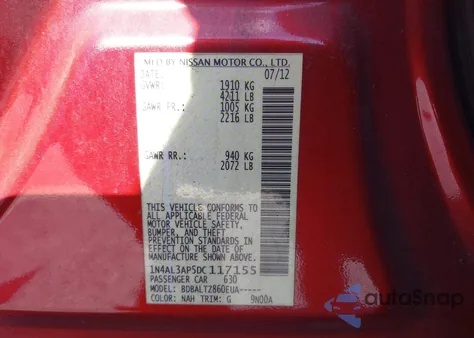 MFD BY NISSAN MOTOR CO., LTD.
DATE: 07/12
GVWR: 1910 KG
4211 LB
GAWR FR.: 1005 KG
2216 LB
GAWR RR.: 940 KG
2072 LB
THIS VEHICLE CONFORMS TO
ALL APPLICABLE FEDERAL
MOTOR VEHICLE SAFETY,
BUMPER, AND THEFT
PREVENTION STANDARDS IN
EFFECT ON THE DATE OF
MANUFACTURE SHOWN ABOVE.
1N4AL3AP5DC117155
PASSENGER CAR 630
MODEL: BDBALTZ860EUA-----
COLOR: NAH TRIM: G 9N00A
autoSnap